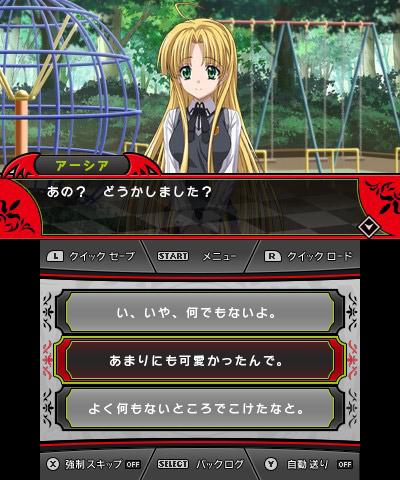 アーシア
あの？　どうかしました？
L クイック セーブ START メニュー R クイック ロード
い、いや、何でもないよ。
あまりにも可愛かったんで。
よく何もないところでこけたなと。
X 強制 スキップ OFF SELECT バックログ Y 自動 送り OFF